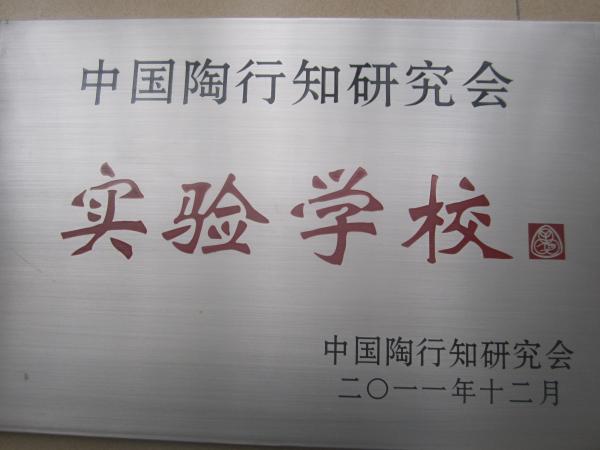 中国陶行知研究会
实验学校
中国陶行知研究会
二〇一一年十二月